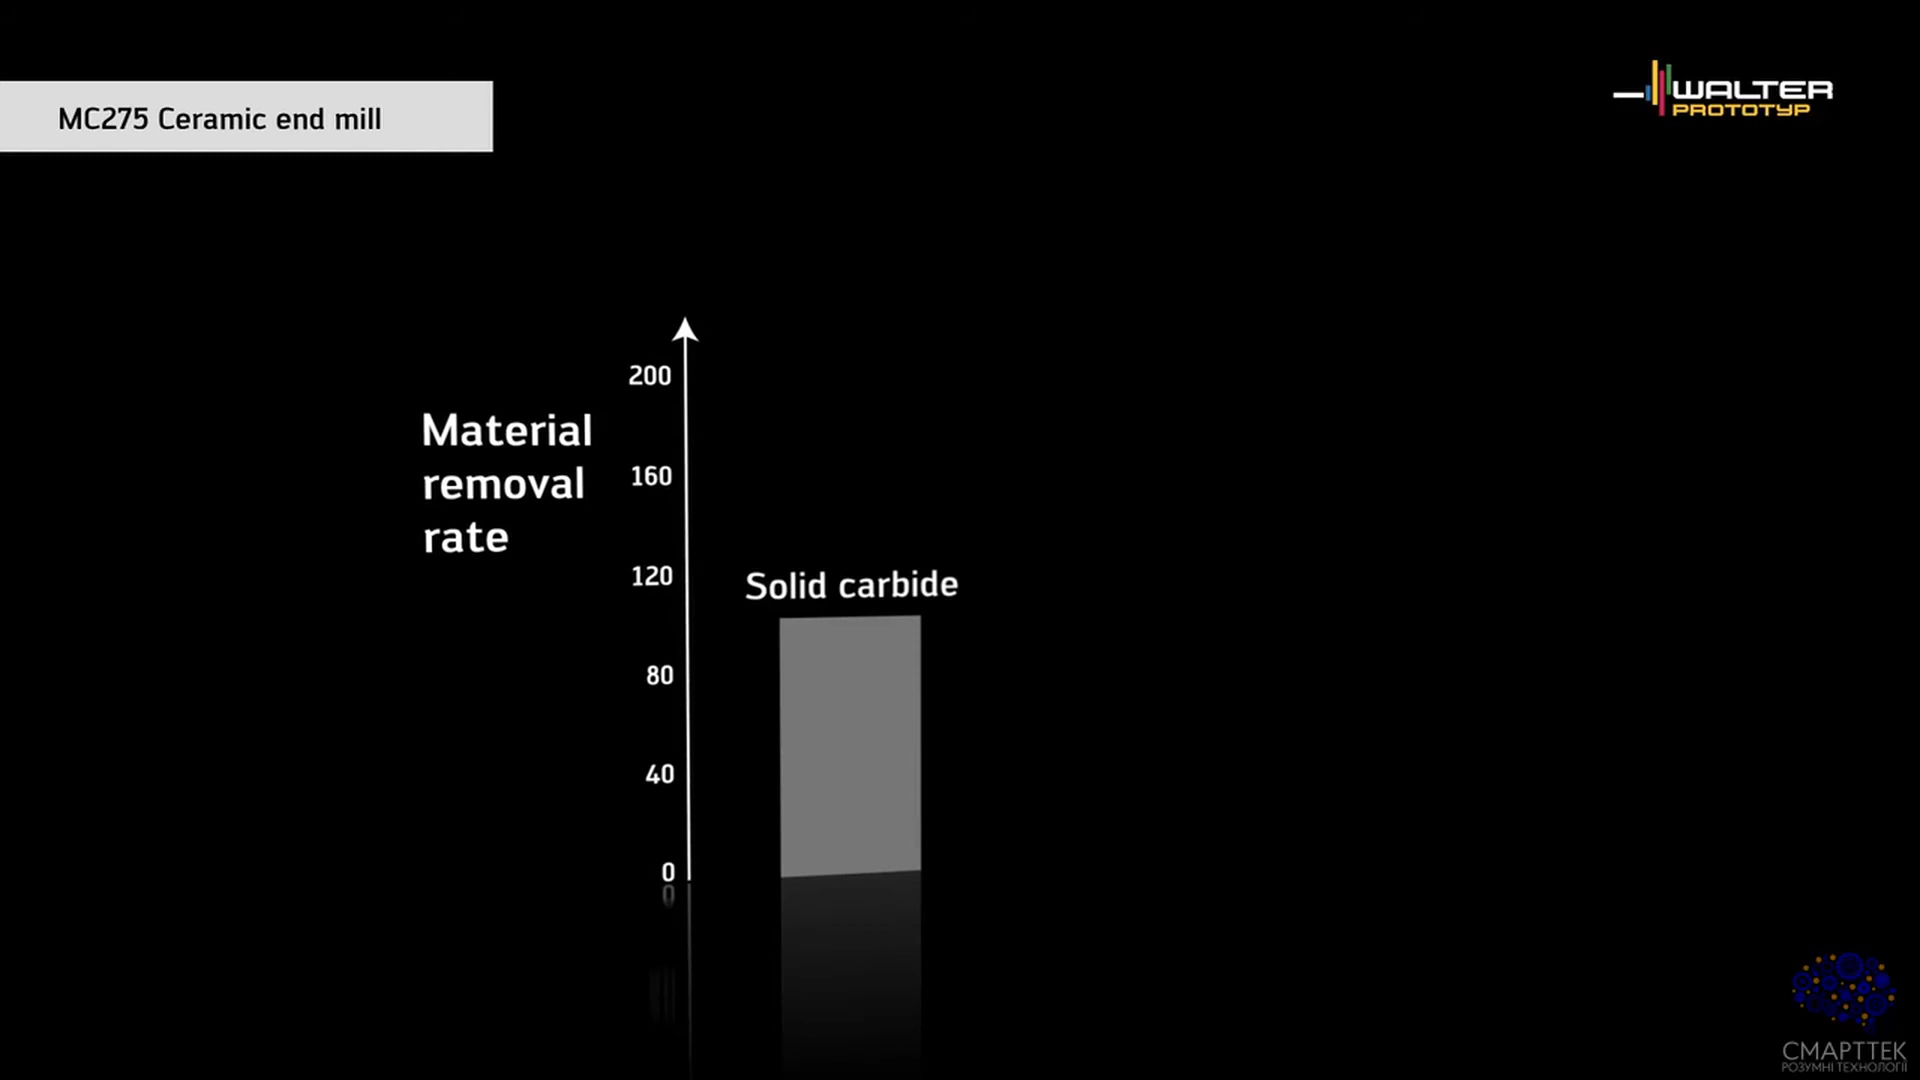 MC275 Ceramic end mill
WALTER
PROTOTYP
Material
removal
rate
200
160
120
80
40
0
Solid carbide
СМАРТТЕК
РОЗУМНІ ТЕХНОЛОГІЇ